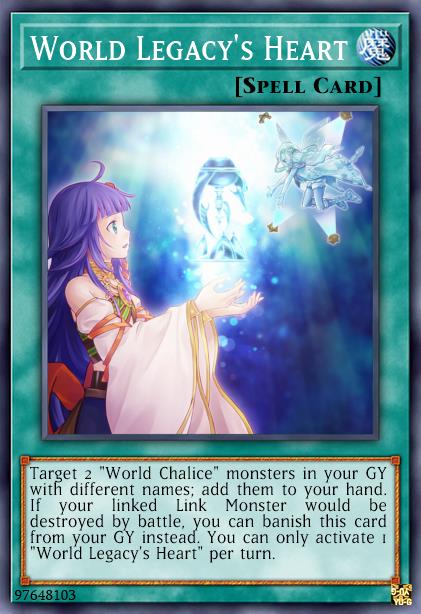 World Legacy's Heart
魔
[Spell Card]
Target 2 "World Chalice" monsters in your GY
with different names; add them to your hand.
If your linked Link Monster would be
destroyed by battle, you can banish this card
from your GY instead. You can only activate 1
"World Legacy's Heart" per turn.
97648103